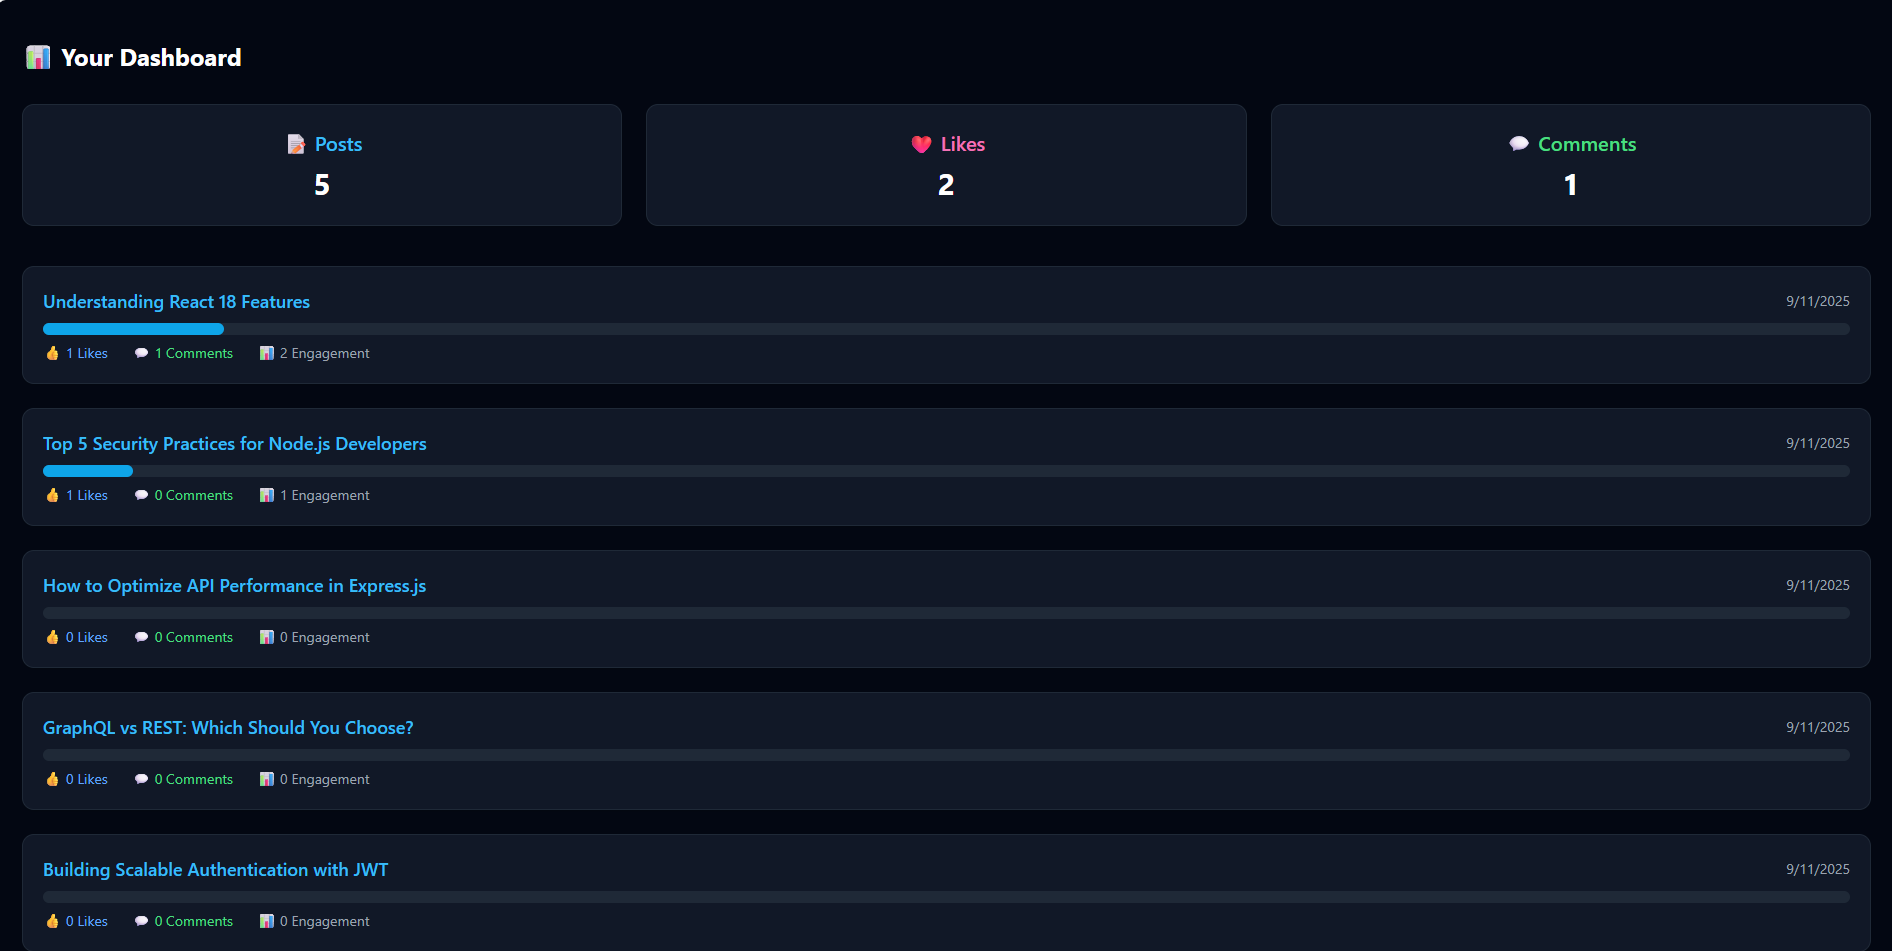 Your Dashboard
Posts
5
Likes
2
Comments
1
Understanding React 18 Features
9/11/2025
1 Likes 1 Comments 2 Engagement
Top 5 Security Practices for Node.js Developers
9/11/2025
1 Likes 0 Comments 1 Engagement
How to Optimize API Performance in Express.js
9/11/2025
0 Likes 0 Comments 0 Engagement
GraphQL vs REST: Which Should You Choose?
9/11/2025
0 Likes 0 Comments 0 Engagement
Building Scalable Authentication with JWT
9/11/2025
0 Likes 0 Comments 0 Engagement